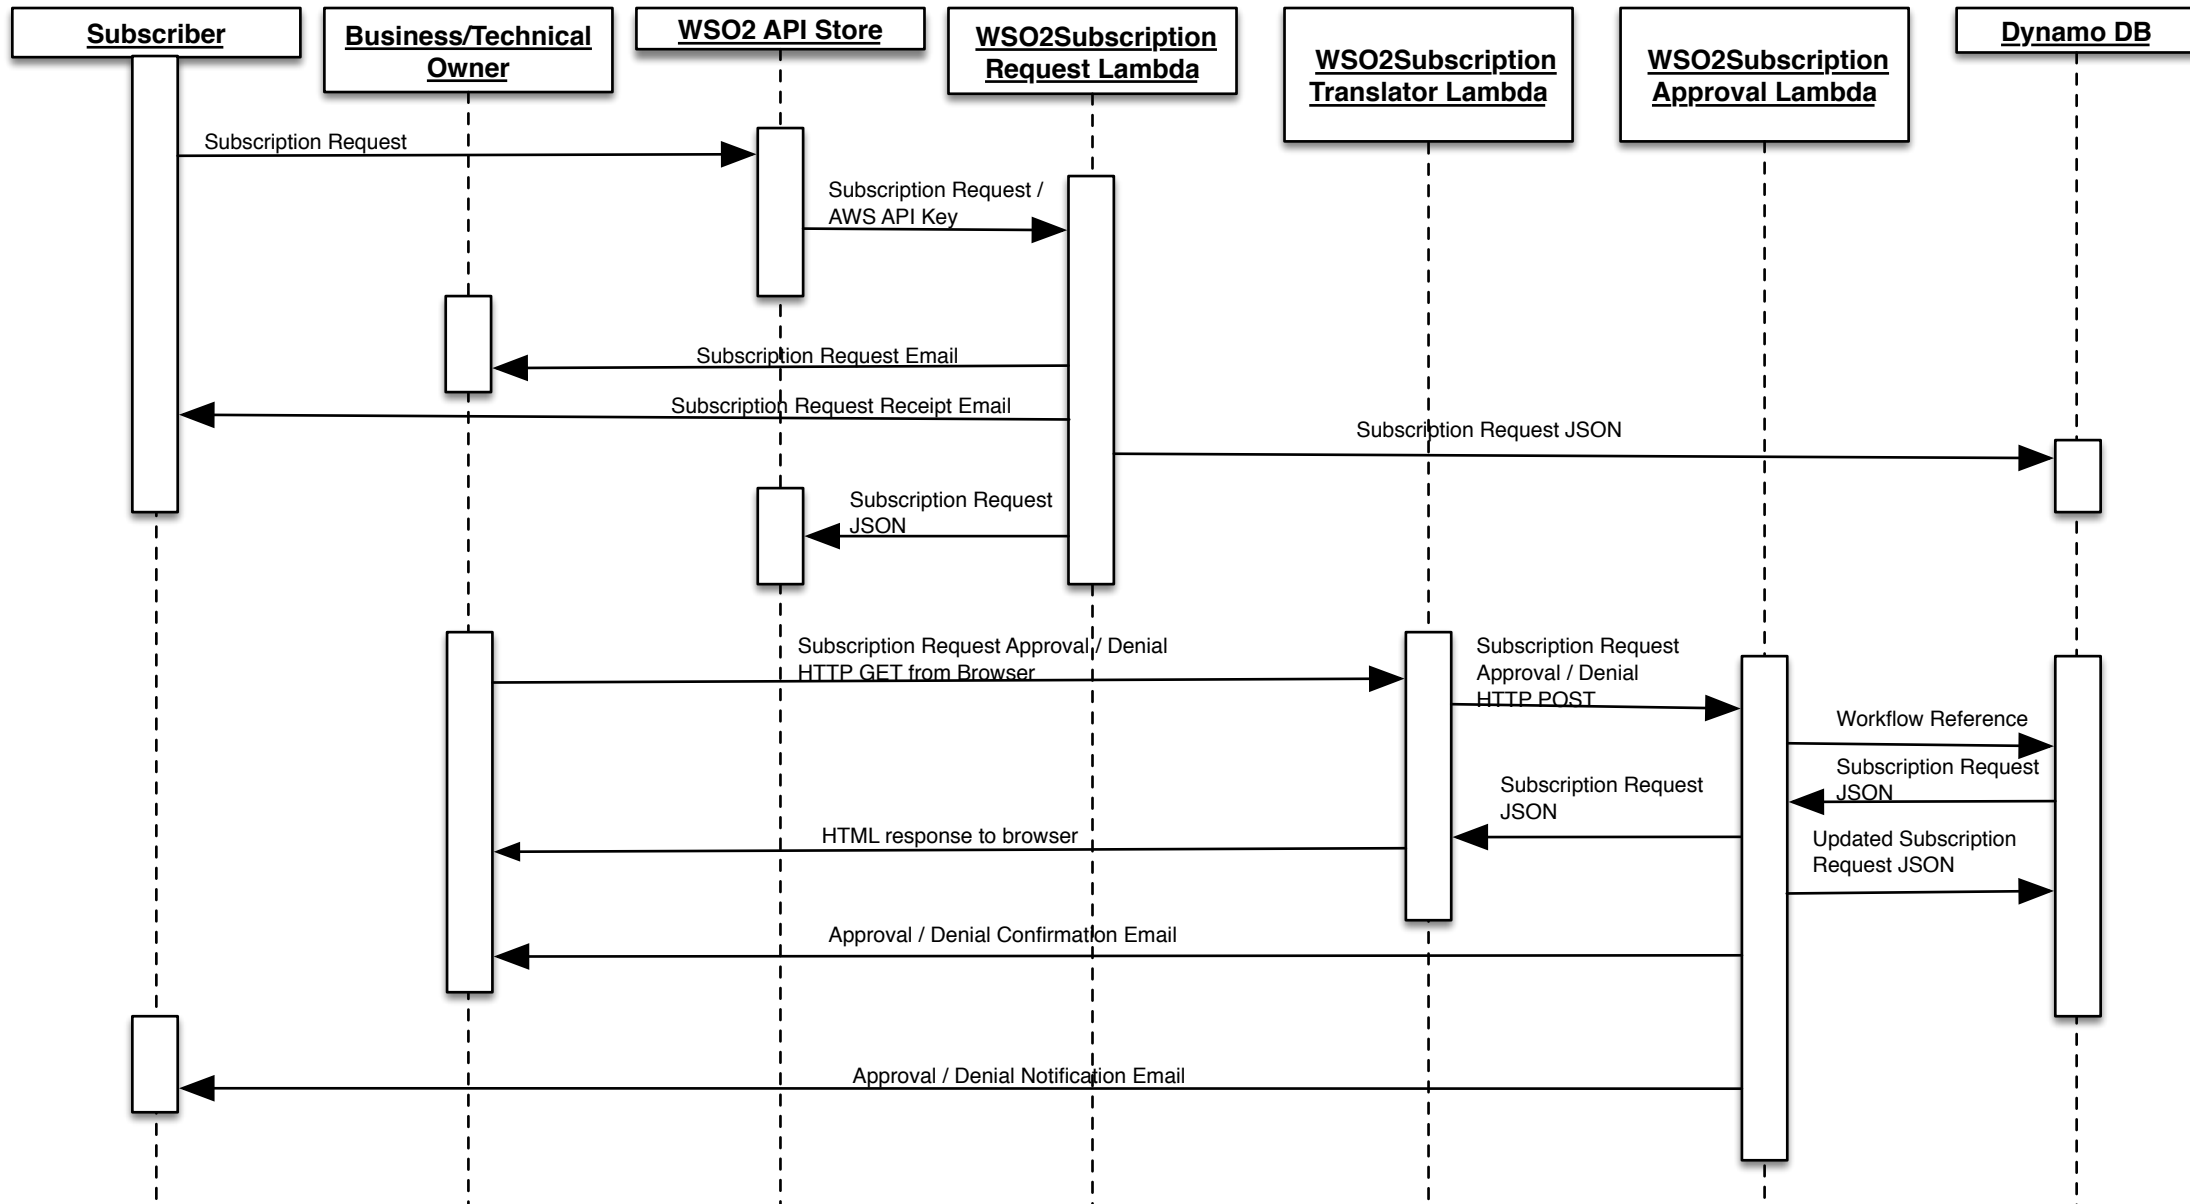 Subscriber
Business/Technical
Owner
WSO2 API Store
WSO2Subscription
Request Lambda
WSO2Subscription
Translator Lambda
WSO2Subscription
Approval Lambda
Dynamo DB
Subscription Request
Subscription Request /
AWS API Key
Subscription Request Email
Subscription Request Receipt Email
Subscription Request JSON
Subscription Request
JSON
Subscription Request Approval / Denial
HTTP GET from Browser
Subscription Request
Approval / Denial
HTTP POST
Workflow Reference
Subscription Request
JSON
Subscription Request
JSON
HTML response to browser
Updated Subscription
Request JSON
Approval / Denial Confirmation Email
Approval / Denial Notification Email